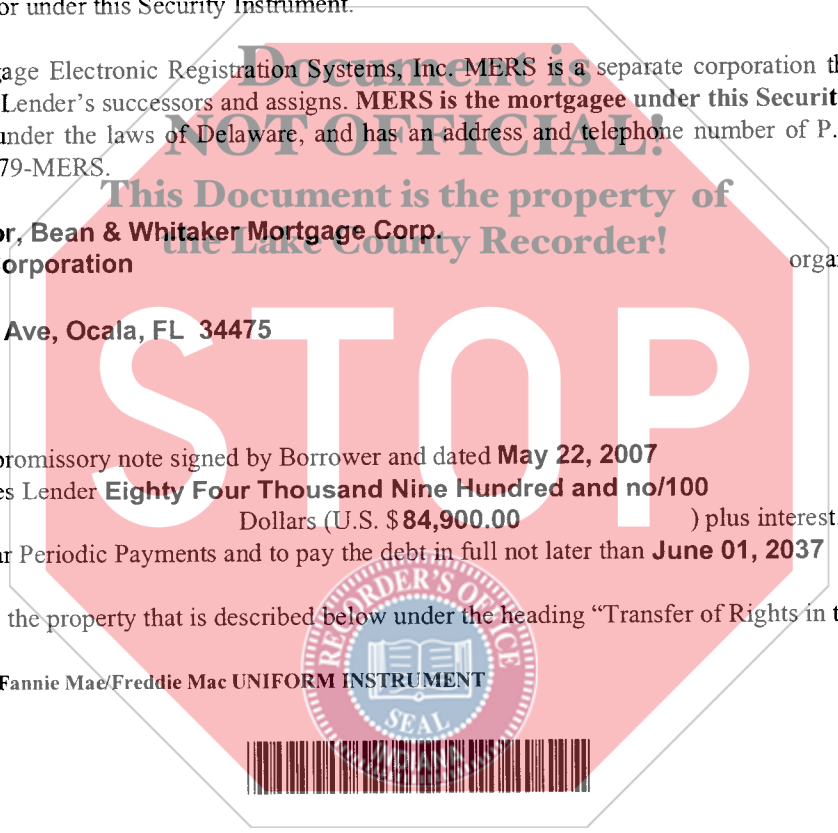 or under this Security Instrument.
Document is
gage Electronic Registration Systems, Inc. MERS is a separate corporation th
Lender's successors and assigns. MERS is the mortgagee under this Securit
NOT OFFICIAL!
under the laws of Delaware, and has an address and telephone number of P.
79-MERS.
This Document is the property of
or, Bean & Whitaker Mortgage Corp.
the Lake County Recorder!
orporation
orga
Ave, Ocala, FL 34475
STOP
promissory note signed by Borrower and dated May 22, 2007
es Lender Eighty Four Thousand Nine Hundred and no/100
Dollars (U.S. $ 84,900.00 ) plus interest.
ar Periodic Payments and to pay the debt in full not later than June 01, 2037
the property that is described below under the heading “Transfer of Rights in t
RECORDER'S OFFICE
Fannie Mae/Freddie Mac UNIFORM INSTRUMENT
SEAL
INDIANA